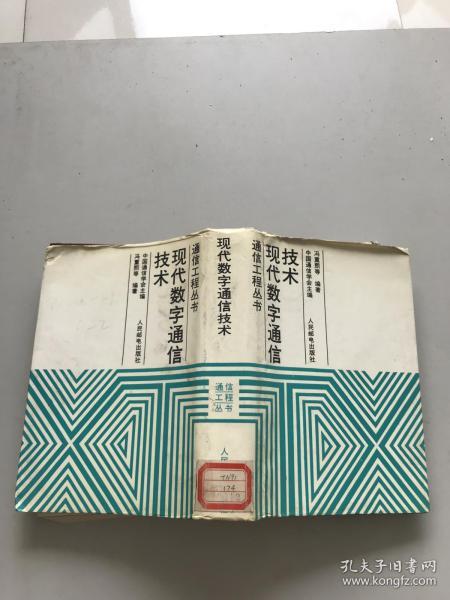 通信工程丛书
现代数字通信
技术
中国通信学会主编
冯重熙等 编著
人民邮电出版社
现代数字通信技术
通信
工程
丛书
人民
TN91
174
通信工程丛书
现代数字通信
技术
中国通信学会主编
冯重熙等 编著
人民邮电出版社
孔夫子旧书网
www.kongfz.com